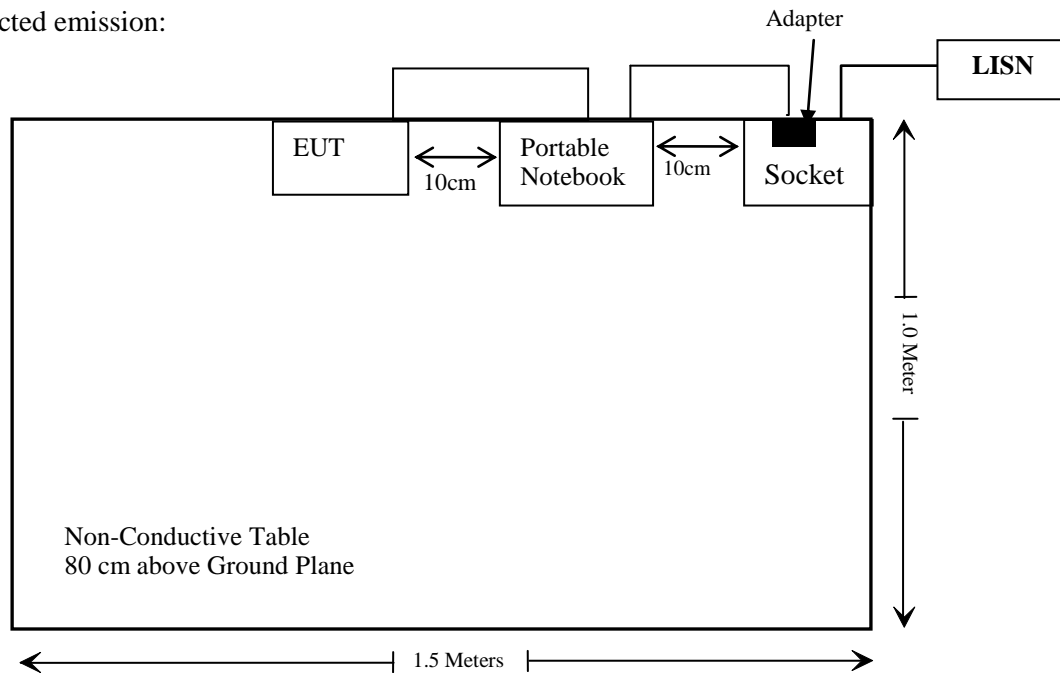 cted emission:
Adapter
LISN
EUT
10cm
Portable
Notebook
10cm
Socket
1.0 Meter
Non-Conductive Table
80 cm above Ground Plane
1.5 Meters